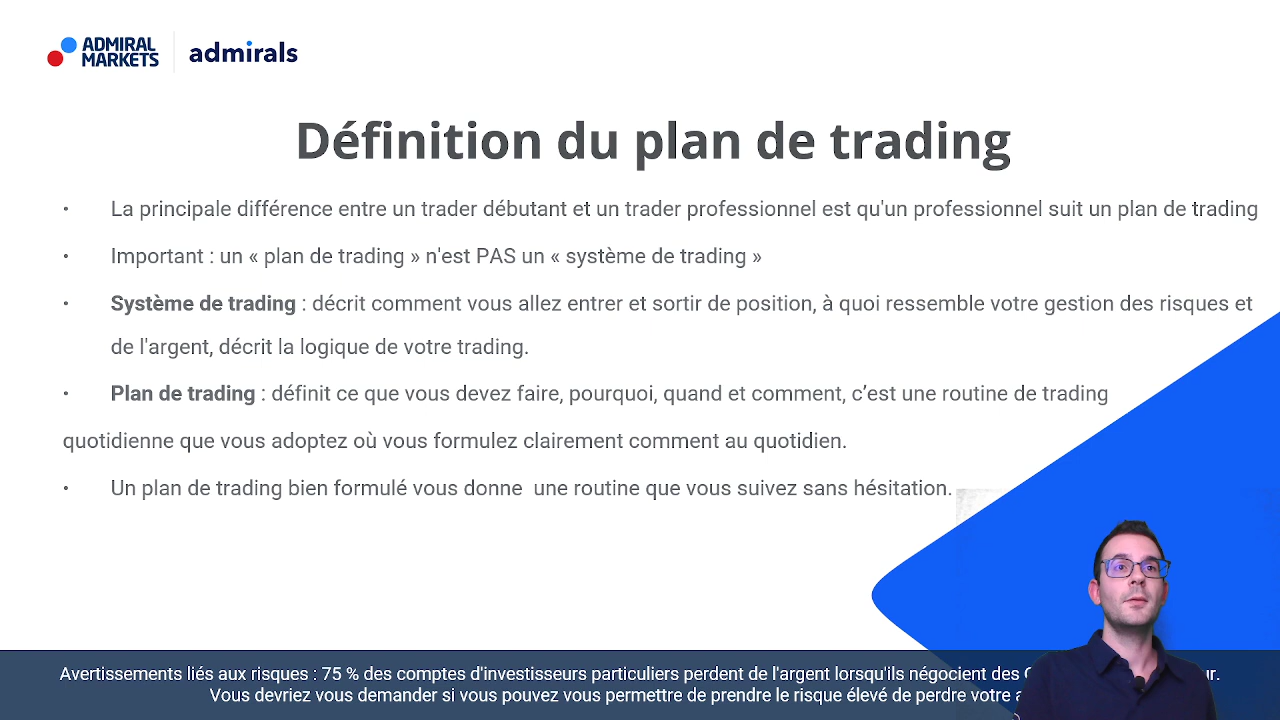 ADMIRAL
MARKETS
admirals
Définition du plan de trading
• La principale différence entre un trader débutant et un trader professionnel est qu'un professionnel suit un plan de trading
• Important : un « plan de trading » n'est PAS un « système de trading »
• Système de trading : décrit comment vous allez entrer et sortir de position, à quoi ressemble votre gestion des risques et
de l'argent, décrit la logique de votre trading.
• Plan de trading : définit ce que vous devez faire, pourquoi, quand et comment, c’est une routine de trading
quotidienne que vous adoptez où vous formulez clairement comment au quotidien.
• Un plan de trading bien formulé vous donne  une routine que vous suivez sans hésitation.
Avertissements liés aux risques : 75 % des comptes d'investisseurs particuliers perdent de l'argent lorsqu'ils négocient des
Vous devriez vous demander si vous pouvez vous permettre de prendre le risque élevé de perdre votre